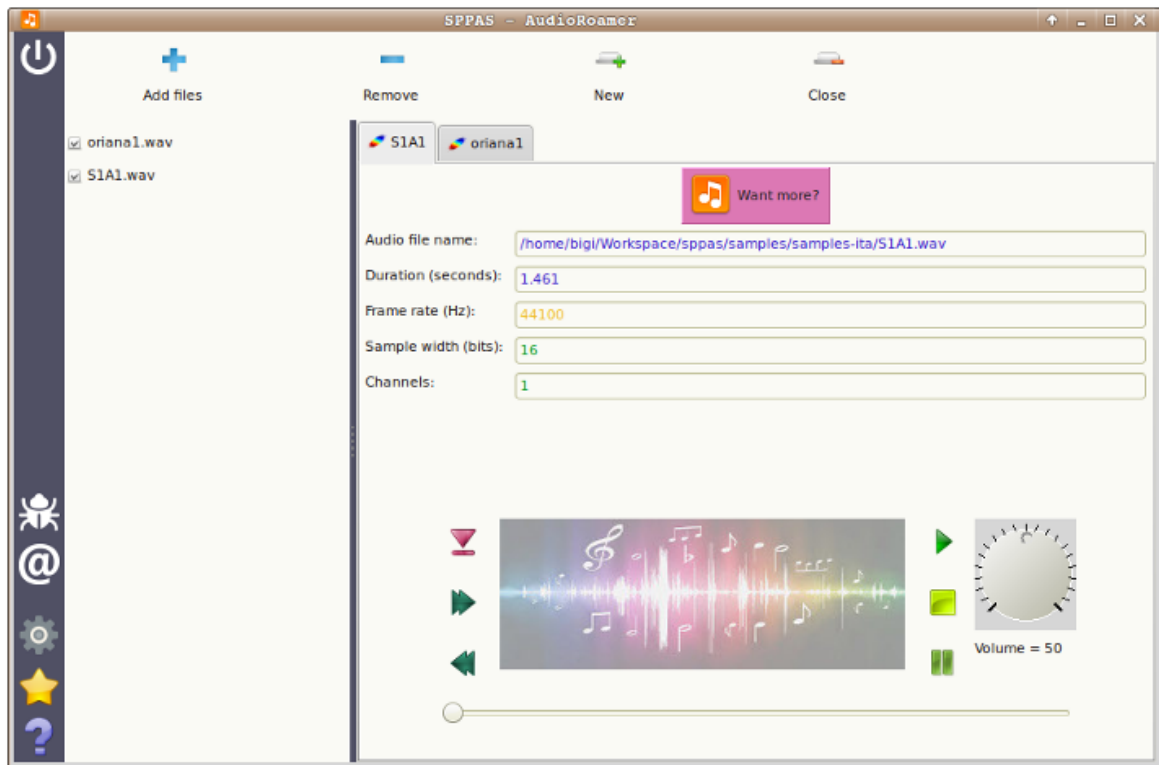 SPPAS - AudioRoamer
Add files
Remove
New
Close
oriana1.wav
S1A1.wav
S1A1
oriana1
Want more?
Audio file name:
/home/bigi/Workspace/sppas/samples/samples-ita/S1A1.wav
Duration (seconds):
1.461
Frame rate (Hz):
44100
Sample width (bits):
16
Channels:
1
Volume = 50